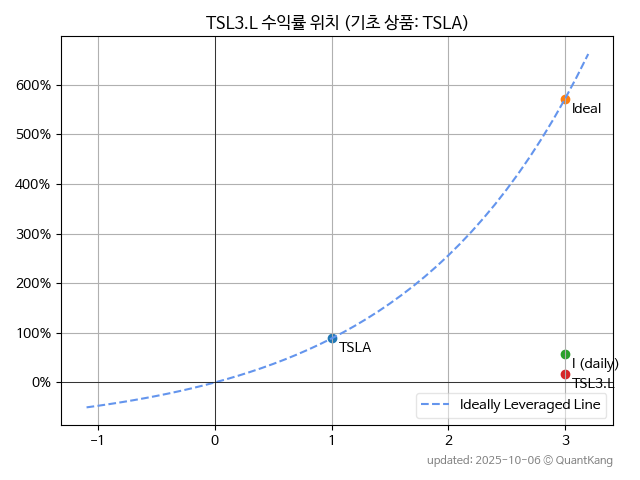 TSL3.L 수익률 위치 (기초 상품: TSLA)
600%
500%
400%
300%
200%
100%
0%
Ideal
TSLA
I (daily)
TSL3.L
Ideally Leveraged Line
-1
0
1
2
3
updated: 2025-10-06 © QuantKang